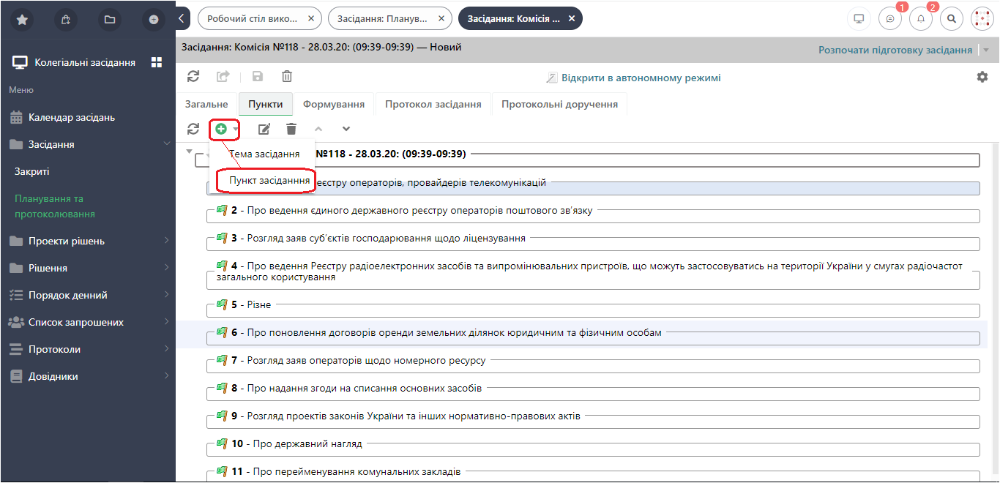 Робочий стіл вико...
Засідання: Планув...
Засідання: Комісія ...
1
2
Колегіальні засідання
Меню
Календар засідань
Засідання
Закриті
Планування та
протоколювання
Проекти рішень
Рішення
Порядок денний
Список запрошених
Протоколи
Довідники
Засідання: Комісія №118 - 28.03.20: (09:39-09:39) — Новий
Розпочати підготовку засідання
Відкрити в автономному режимі
Загальне
Пункти
Формування
Протокол засідання
Протокольні доручення
Тема засідання
Пункт засіданння
№118 - 28.03.20: (09:39-09:39)
еєстру операторів, провайдерів телекомунікацій
2 - Про ведення єдиного державного реєстру операторів поштового зв’язку
3 - Розгляд заяв суб’єктів господарювання щодо ліцензування
4 - Про ведення Реєстру радіоелектронних засобів та випромінювальних пристроїв, що можуть застосовуватись на території України у смугах радіочастот
загального користування
5 - Різне
6 - Про поновлення договорів оренди земельних ділянок юридичним та фізичним особам
7 - Розгляд заяв операторів щодо номерного ресурсу
8 - Про надання згоди на списання основних засобів
9 - Розгляд проектів законів України та інших нормативно-правових актів
10 - Про державний нагляд
11 - Про перейменування комунальних закладів